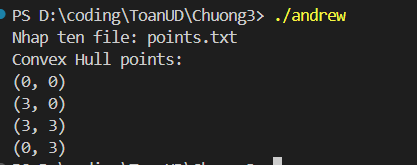 PS D:\coding\ToanUD\Chuong3> ./andrew
Nhap ten file: points.txt
Convex Hull points:
(0, 0)
(3, 0)
(3, 3)
(0, 3)